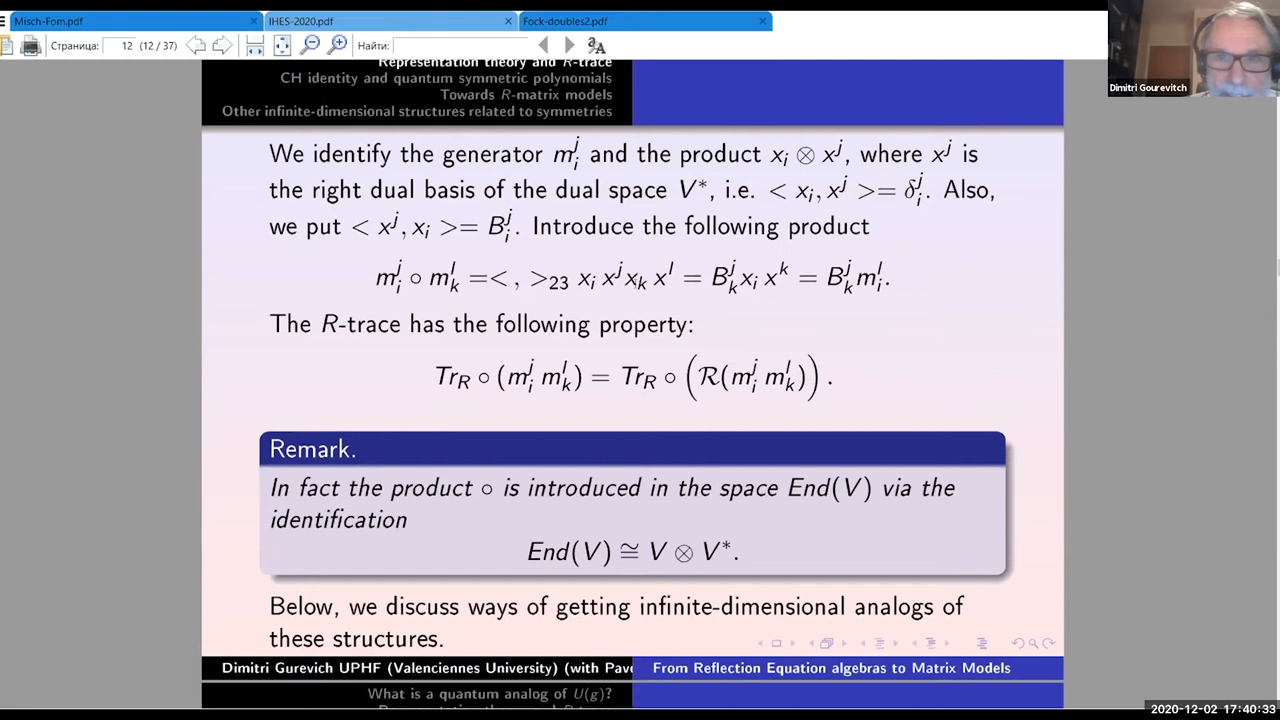 Misch-Fom.pdf × IHES-2020.pdf × Fock-doubles2.pdf ×
Страница: 12 (12 / 37) Найти:
Dimitri Gourevitch
Representation theory and R-trace
CH identity and quantum symmetric polynomials
Towards R-matrix models
Other infinite-dimensional structures related to symmetries
We identify the generator m_i^j and the product x_i ⊗ x^j, where x^j is
the right dual basis of the dual space V*, i.e. < x_i, x^j >= δ_i^j. Also,
we put < x^j, x_i >= B_i^j. Introduce the following product
m_i^j ∘ m_k^l =< , >_23 x_i x^j x_k x^l = B_k^j x_i x^k = B_k^j m_i^l.
The R-trace has the following property:
Tr_R ∘ (m_i^j m_k^l) = Tr_R ∘ (R(m_i^j m_k^l)) .
Remark.
In fact the product ∘ is introduced in the space End(V) via the
identification
End(V) ≅ V ⊗ V*.
Below, we discuss ways of getting infinite-dimensional analogs of
these structures.
Dimitri Gurevich UPHF (Valenciennes University) (with Pave From Reflection Equation algebras to Matrix Models
What is a quantum analog of U(g)?
2020-12-02 17:40:33